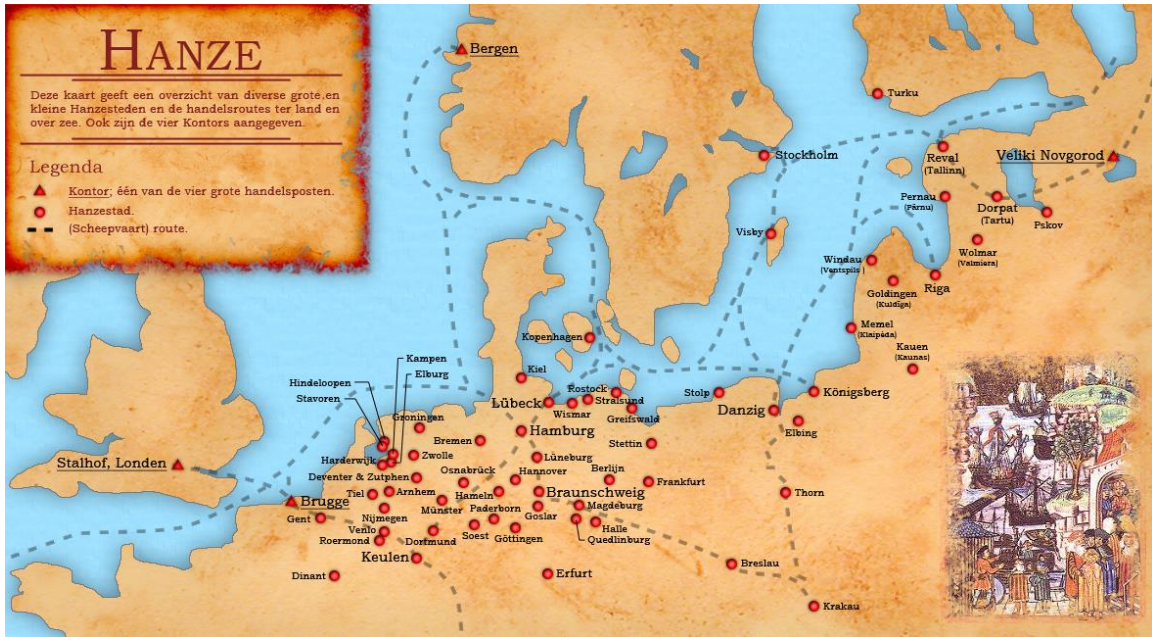 HANZE
Deze kaart geeft een overzicht van diverse grote en
kleine Hanzesteden en de handelsroutes ter land en
over zee. Ook zijn de vier Kontors aangegeven.
Legenda
Kontor; één van de vier grote handelsposten.
Hanzestad.
(Scheepvaart) route.
Bergen
Turku
Stockholm
Reval
(Tallinn)
Veliki Novgorod
Pernau
(Pärnu)
Dorpat
(Tartu)
Pskov
Visby
Wolmar
(Valmiera)
Windau
(Ventspils)
Goldingen
(Kuldīga)
Riga
Memel
(Klaipėda)
Kauen
(Kaunas)
Kopenhagen
Kampen
Elburg
Hindeloopen
Stavoren
Kiel
Rostock
Stralsund
Stolp
Königsberg
Lübeck
Wismar
Greifswald
Danzig
Elbing
Groningen
Hamburg
Bremen
Stettin
Stalhof, Londen
Harderwijk
Zwolle
Lüneburg
Deventer & Zutphen
Osnabrück
Hannover
Berlijn
Frankfurt
Tiel
Arnhem
Hameln
Braunschweig
Thorn
Brugge
Münster
Paderborn
Goslar
Magdeburg
Gent
Nijmegen
Venlo
Roermond
Dortmund
Soest
Göttingen
Halle
Quedlinburg
Keulen
Breslau
Dinant
Erfurt
Krakau